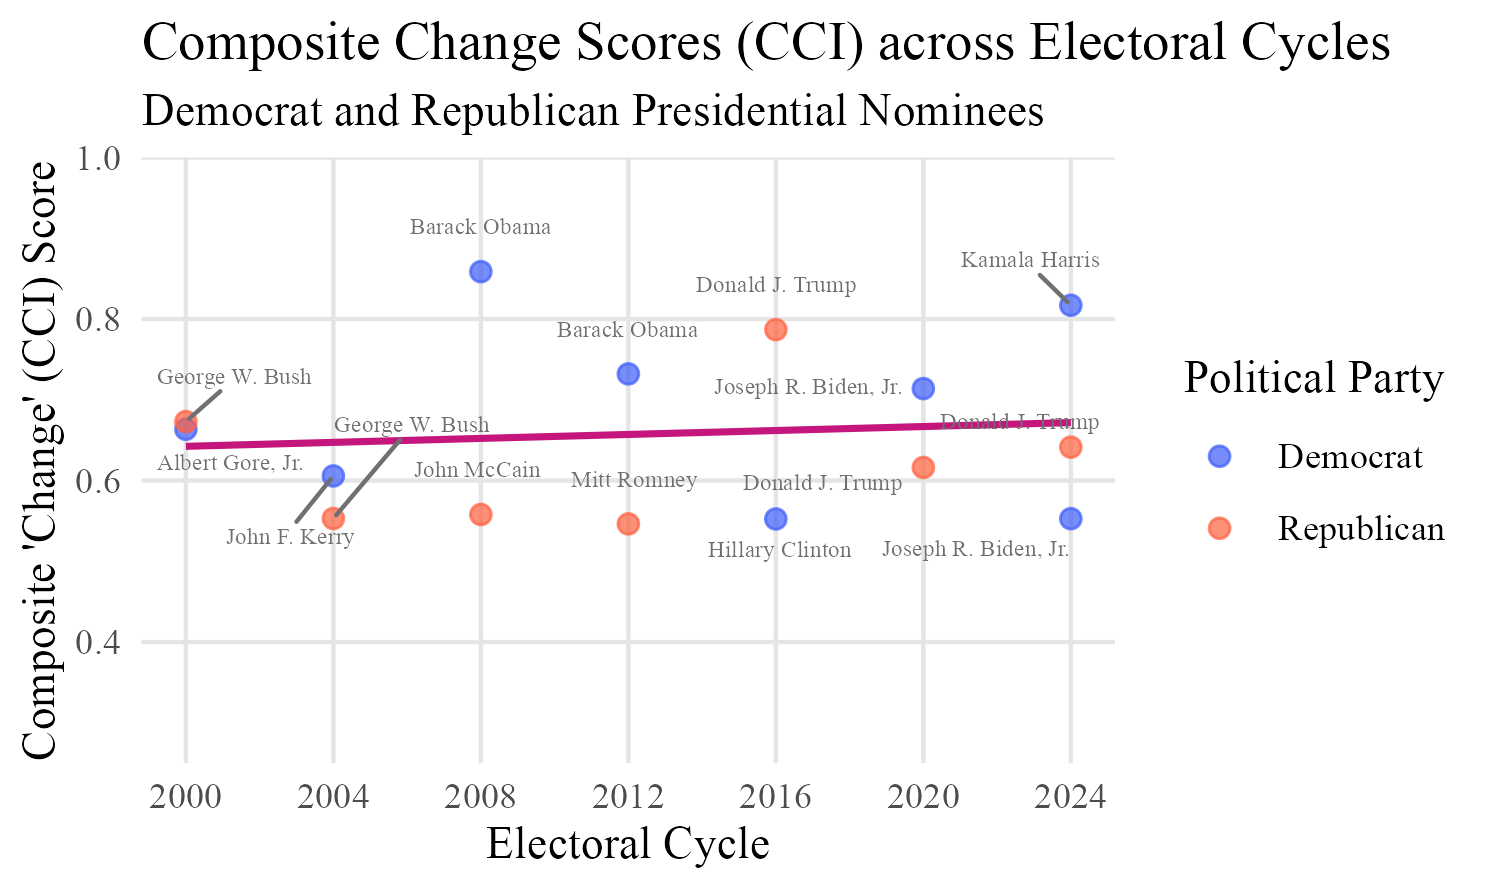 Composite Change Scores (CCI) across Electoral Cycles
Democrat and Republican Presidential Nominees
Composite 'Change' (CCI) Score
1.0
0.8
0.6
0.4
Barack Obama
Kamala Harris
Donald J. Trump
Barack Obama
George W. Bush
Joseph R. Biden, Jr.
George W. Bush
Donald J. Trump
Albert Gore, Jr.
John McCain
Mitt Romney
Donald J. Trump
John F. Kerry
Hillary Clinton
Joseph R. Biden, Jr.
2000
2004
2008
2012
2016
2020
2024
Electoral Cycle
Political Party
Democrat
Republican